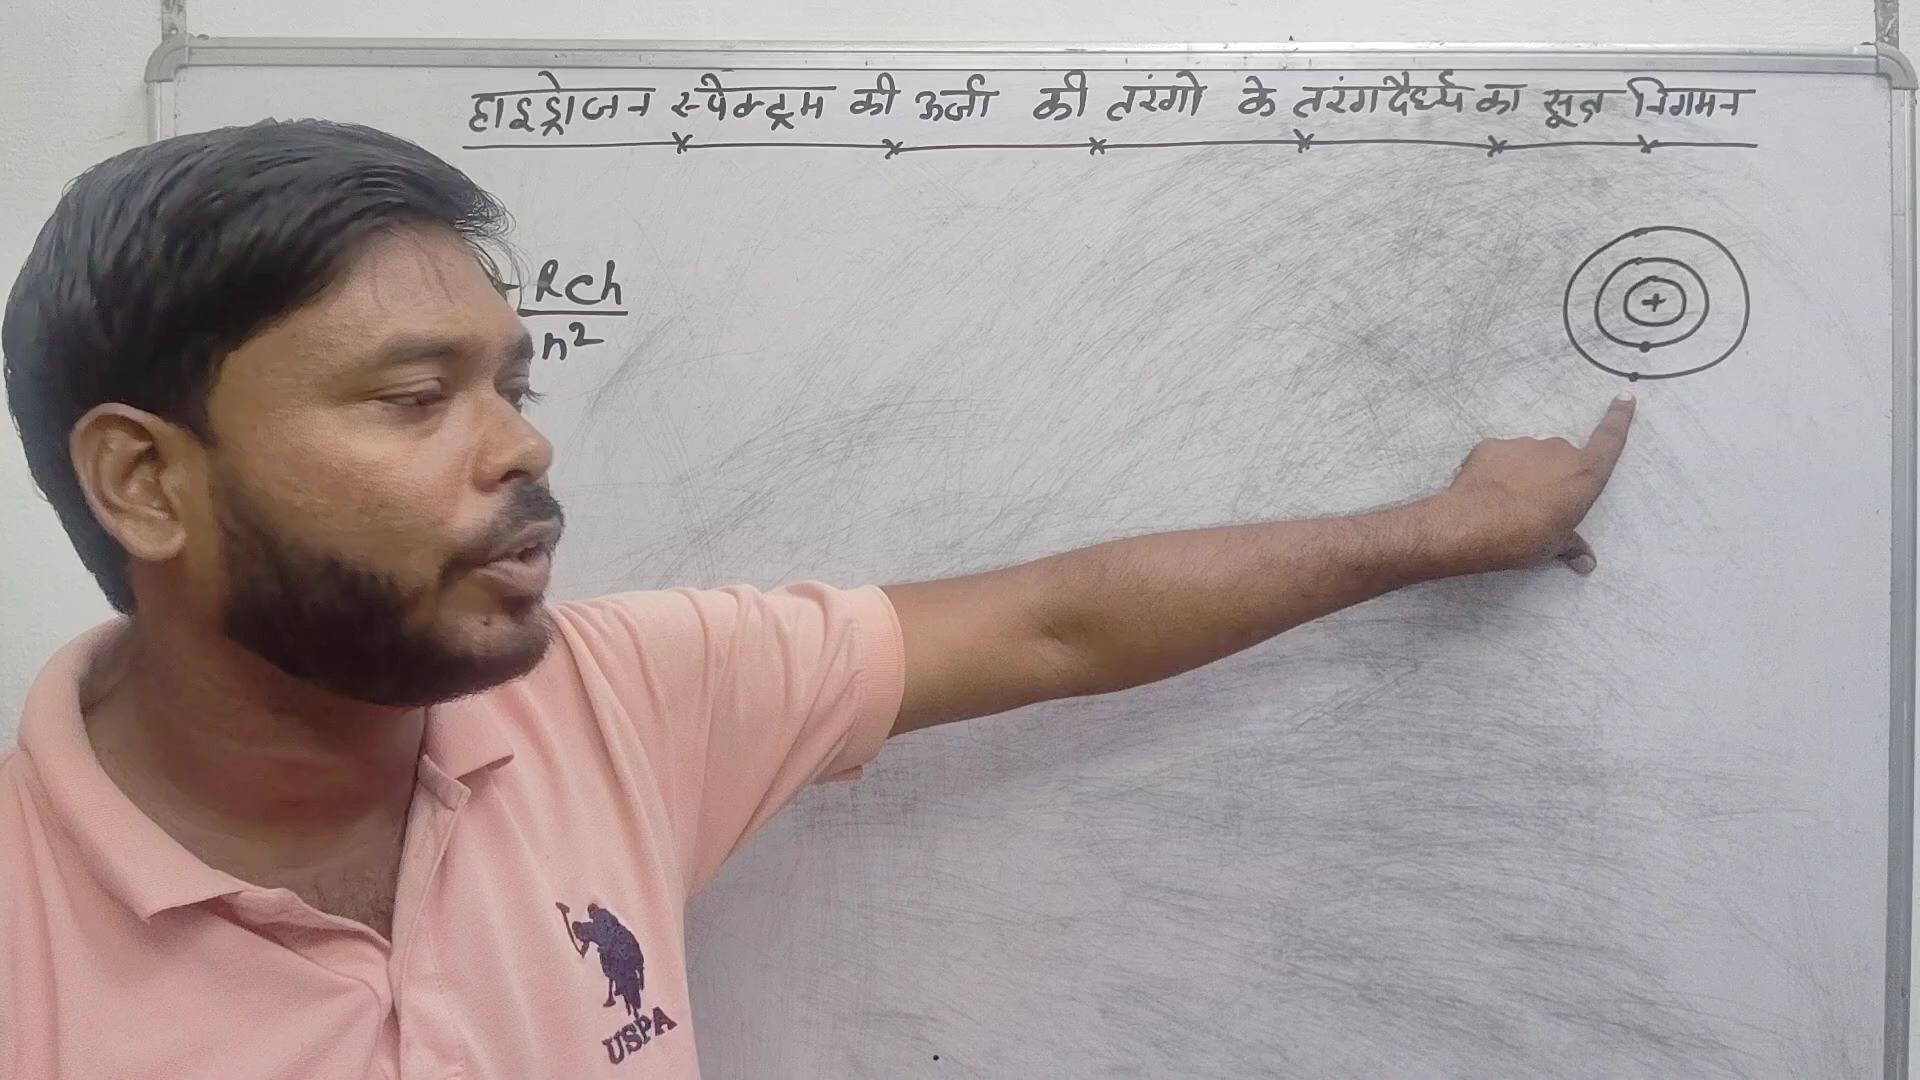 हाइड्रोजन स्पेक्ट्रम की ऊर्जा की तरंगो के तरंगदैर्ध्य का सूत्र निगमन
- Rch
n²
+
USPA